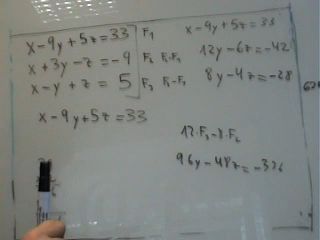 x-9y+5z=33 F₁
x+3y-z=-9 F₂ F₂-F₁
x-y+z=5 F₃ F₃-F₁
x-9y+5z=33
x-9y+5z=33
12y-6z=-42
8y-4z=-28
12·F₃-8·F₂
96y-48z=-336